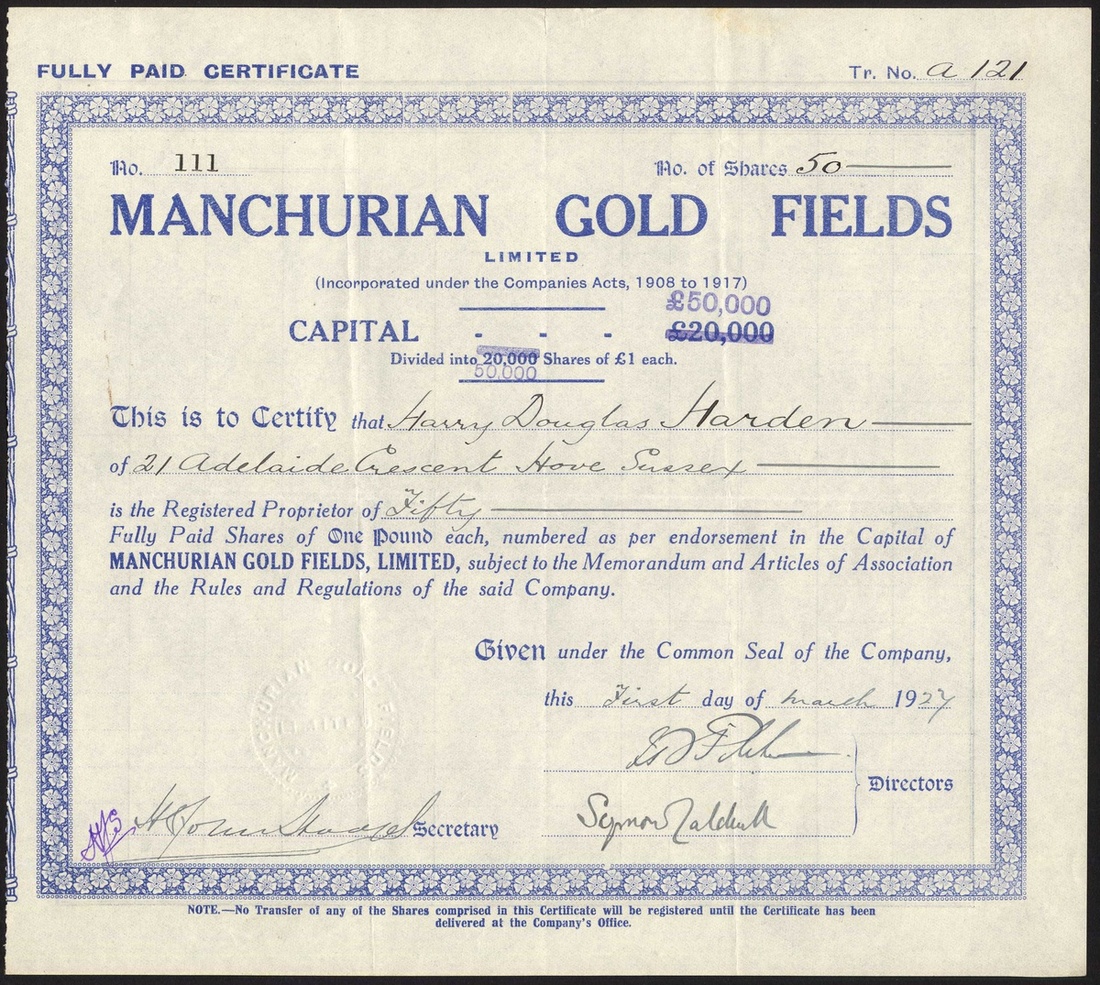 FULLY PAID CERTIFICATE Tr. No. a 121
No. 111 No. of Shares 50
MANCHURIAN GOLD FIELDS
LIMITED
(Incorporated under the Companies Acts, 1908 to 1917)
£50,000
CAPITAL - - - £20,000
Divided into 20,000 Shares of £1 each.
50,000
This is to Certify that Harry Douglas Harden
of 21 Adelaide Crescent Hove Sussex
is the Registered Proprietor of Fifty
Fully Paid Shares of One Pound each, numbered as per endorsement in the Capital of
MANCHURIAN GOLD FIELDS, LIMITED, subject to the Memorandum and Articles of Association
and the Rules and Regulations of the said Company.
Given under the Common Seal of the Company,
this First day of March 1927
MANCHURIAN GOLD FIELDS
Directors
Secretary
NOTE.—No Transfer of any of the Shares comprised in this Certificate will be registered until the Certificate has been
delivered at the Company's Office.